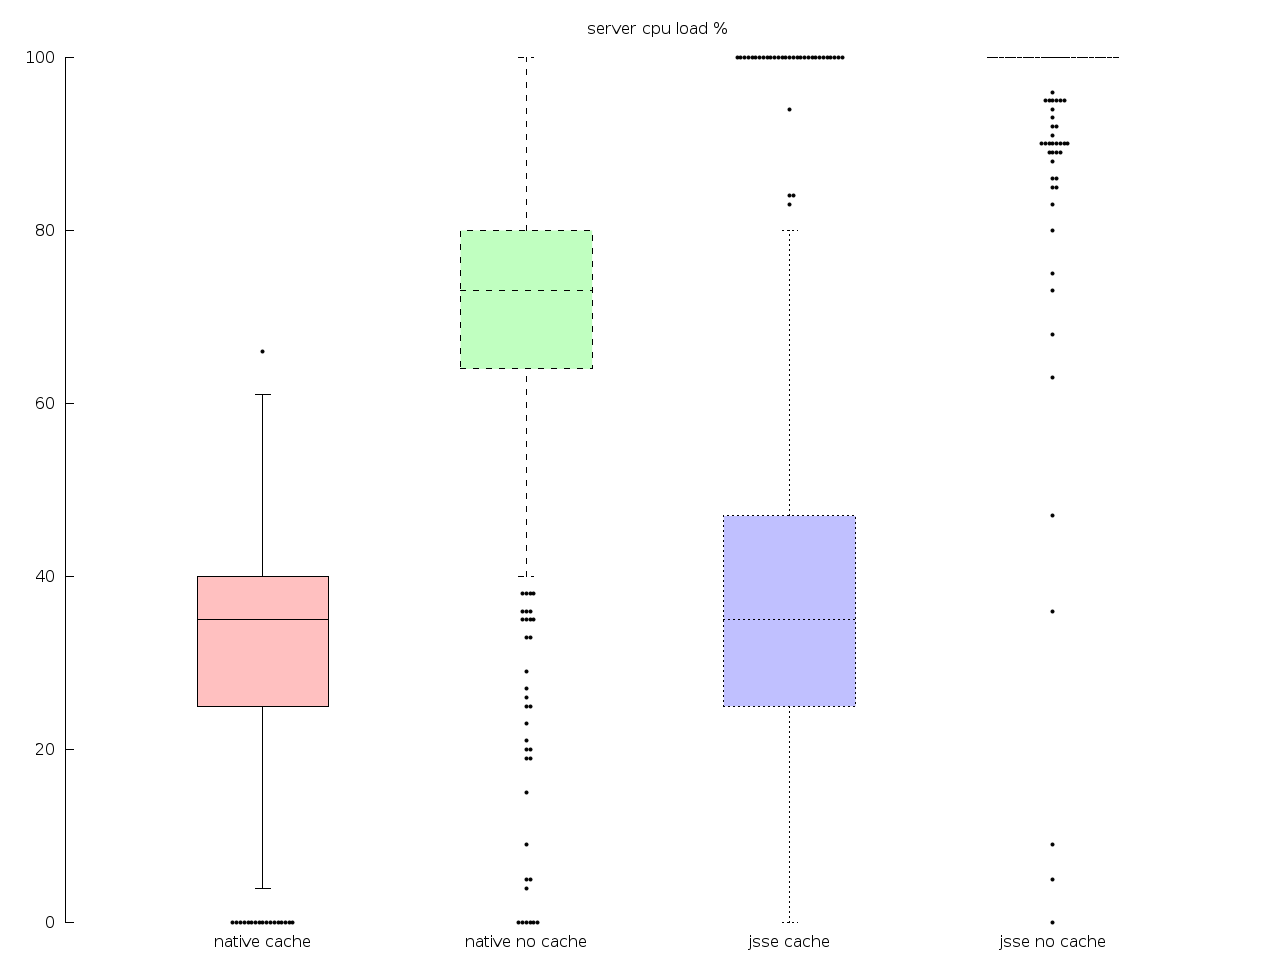 server cpu load %
100
80
60
40
20
0
native cache
native no cache
jsse cache
jsse no cache